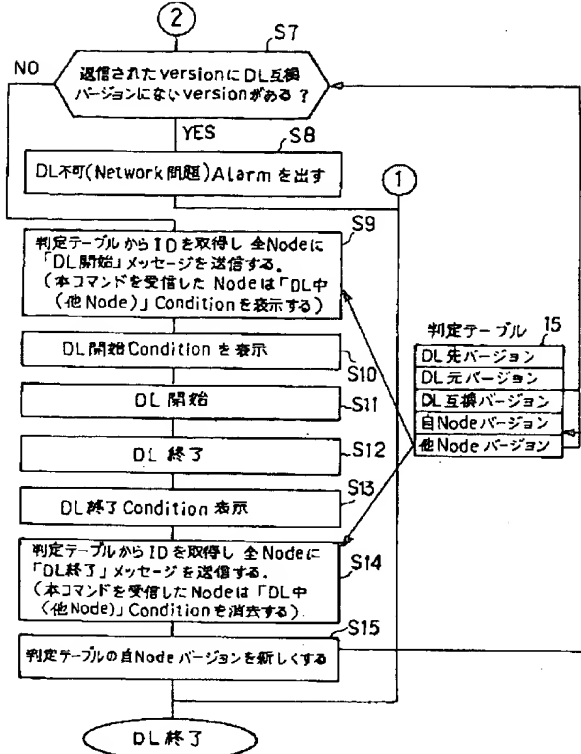 ②
S7
NO
返信されたversionにDL互換
バージョンにないversionがある?
YES
S8
DL不可(Network問題)Alarmを出す
①
S9
判定テーブルからIDを取得し 全Nodeに
「DL開始」メッセージを送信する。
(本コマンドを受信した Nodeは「DL中
(他Node)」Conditionを表示する)
DL開始Conditionを表示
S10
DL 開始
S11
DL 終了
S12
S13
DL終了Condition 表示
判定テーブルからIDを取得し 全Nodeに
「DL終了」メッセージを送信する。
(本コマンドを受信したNodeは「DL中
(他Node)」Conditionを消去する).
S14
S15
判定テーブルの自Nodeバージョンを新しくする
DL終了
判定テーブル
15
DL先バージョン
DL元バージョン
DL互換バージョン
自Nodeバージョン
他Nodeバージョン